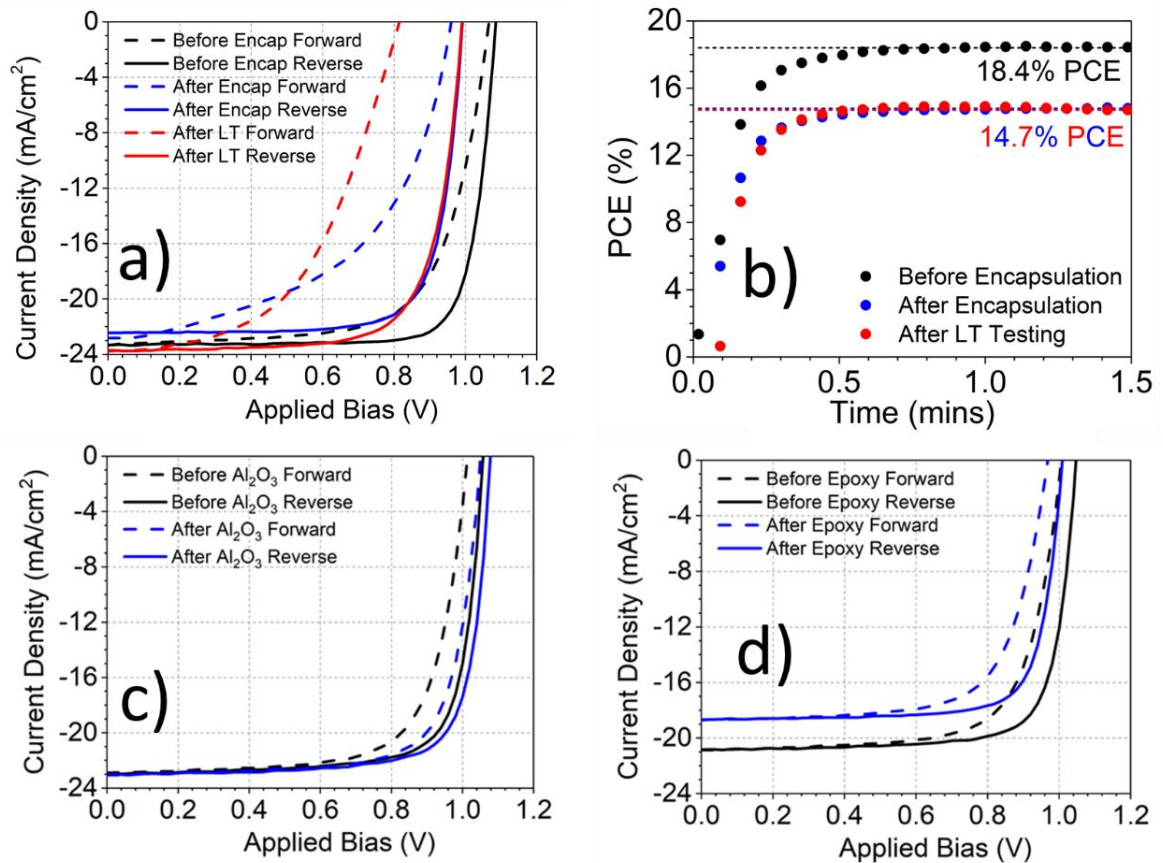 a)
Current Density (mA/cm²)
0
-4
-8
-12
-16
-20
-24
Before Encap Forward
Before Encap Reverse
After Encap Forward
After Encap Reverse
After LT Forward
After LT Reverse
0.0 0.2 0.4 0.6 0.8 1.0 1.2
Applied Bias (V)
b)
PCE (%)
20
16
12
8
4
0
18.4% PCE
14.7% PCE
Before Encapsulation
After Encapsulation
After LT Testing
0.0 0.5 1.0 1.5
Time (mins)
c)
Current Density (mA/cm²)
0
-4
-8
-12
-16
-20
-24
Before Al₂O₃ Forward
Before Al₂O₃ Reverse
After Al₂O₃ Forward
After Al₂O₃ Reverse
0.0 0.2 0.4 0.6 0.8 1.0 1.2
Applied Bias (V)
d)
Current Density (mA/cm²)
0
-4
-8
-12
-16
-20
-24
Before Epoxy Forward
Before Epoxy Reverse
After Epoxy Forward
After Epoxy Reverse
0.0 0.2 0.4 0.6 0.8 1.0 1.2
Applied Bias (V)